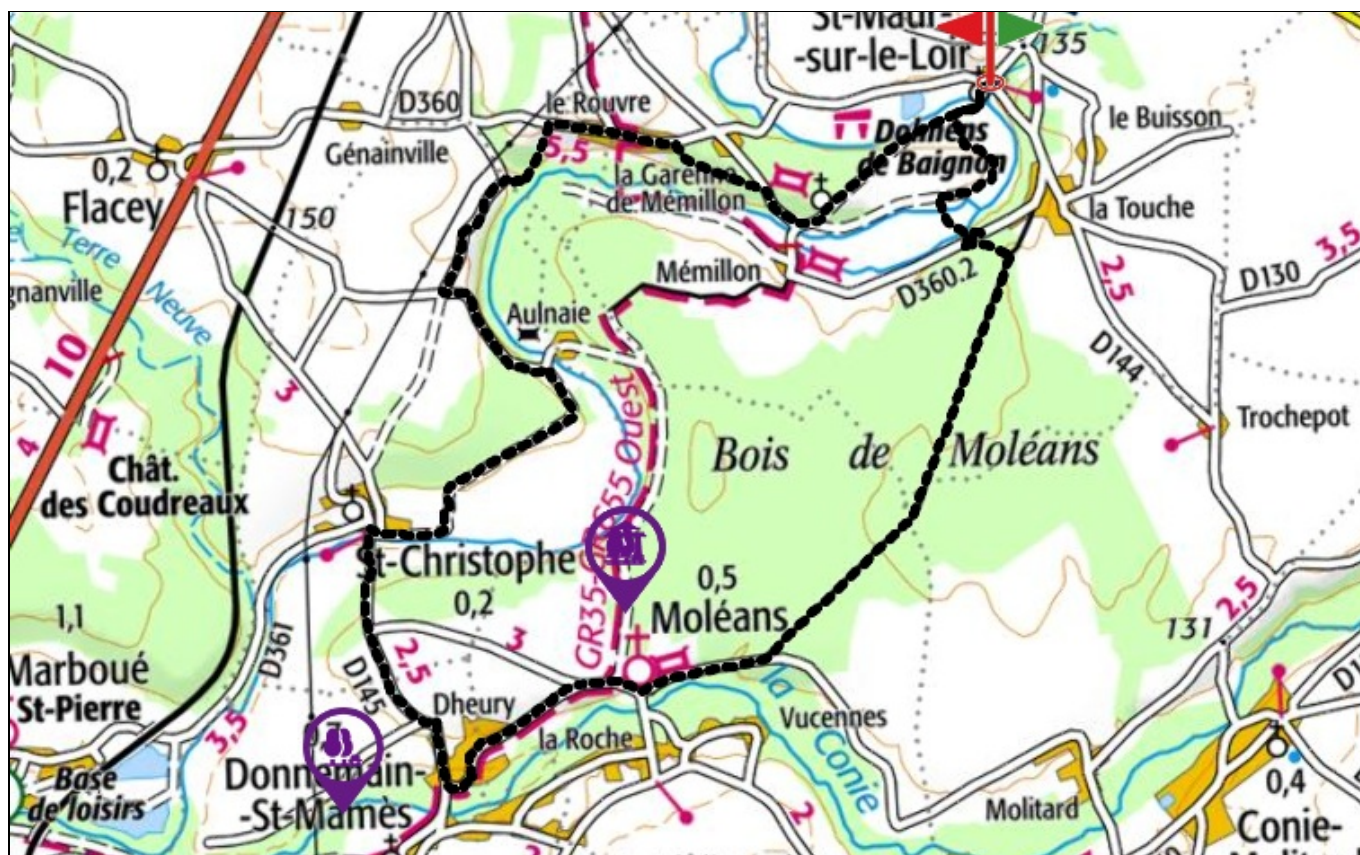 St-Maur-
-sur-le-Loir
135
le Rouvre
D360
Génainville
le Buisson
Dolmens
de Baignon
5,5
la Garenne
de Mémillon
0,2
Flacey
150
la Touche
Terre
Neuve
gnanville
Mémillon
D360.2
2,5
D130
3,5
Aulnaie
10
3
D144
Trochepot
4
Chât.
des Coudreaux
Bois de Moléans
GR35-GR655 Ouest
St-Christophe
0,2
0,5
Moléans
1,1
D361
3
2,5
131
2,5
Marboué
St-Pierre
D145
Dheury
la Conie
Vucennes
3,5
la Roche
Donnemain-
-St-Mamès
Base
de loisirs
2
Molitard
0,4
Conie-